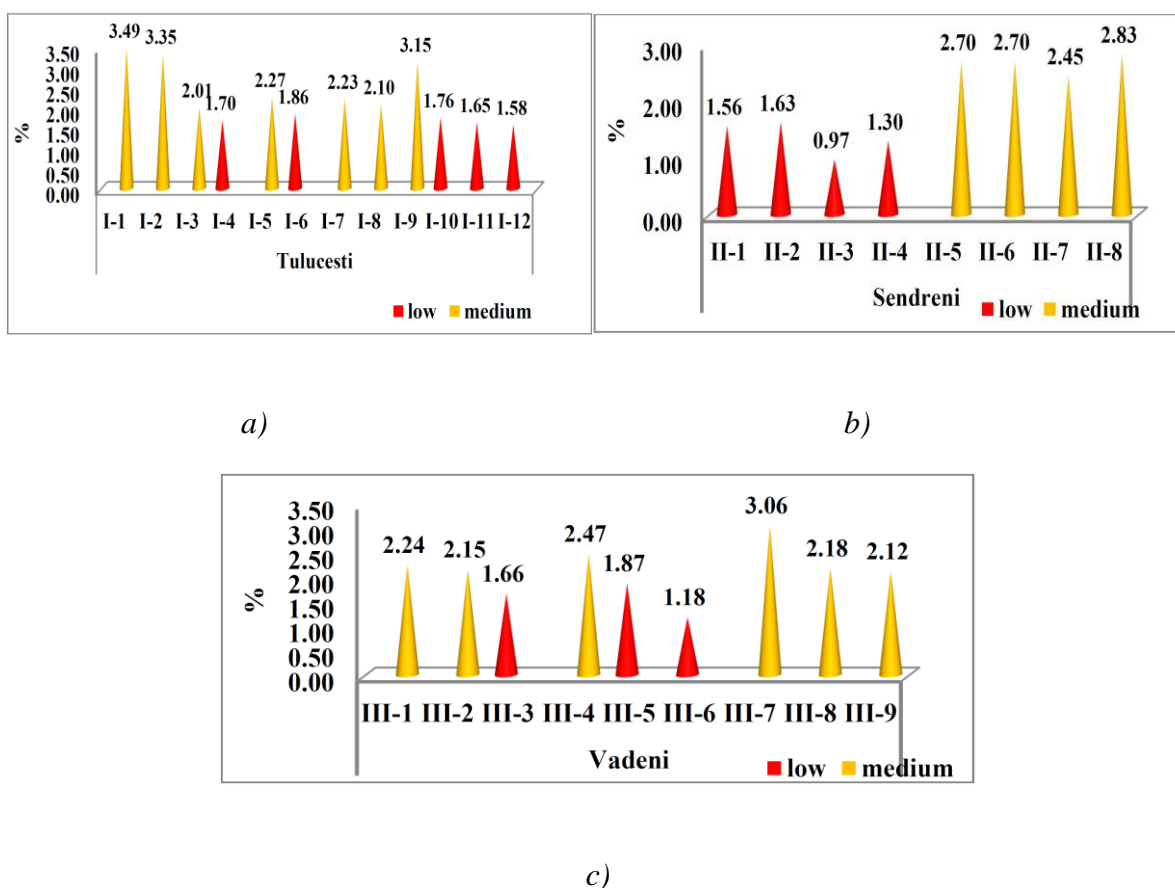 3.49 3.35 2.01 1.70 2.27 1.86 2.23 2.10 3.15 1.76 1.65 1.58
3.50
3.00
2.50
2.00
1.50
1.00
0.50
0.00
%
I-1 I-2 I-3 I-4 I-5 I-6 I-7 I-8 I-9 I-10 I-11 I-12
Tulucesti
low medium
a)
1.56 1.63 0.97 1.30 2.70 2.70 2.45 2.83
3.00
2.00
1.00
0.00
%
II-1 II-2 II-3 II-4 II-5 II-6 II-7 II-8
Sendreni
low medium
b)
2.24 2.15 1.66 2.47 1.87 1.18 3.06 2.18 2.12
3.50
3.00
2.50
2.00
1.50
1.00
0.50
0.00
%
III-1 III-2 III-3 III-4 III-5 III-6 III-7 III-8 III-9
Vadeni
low medium
c)